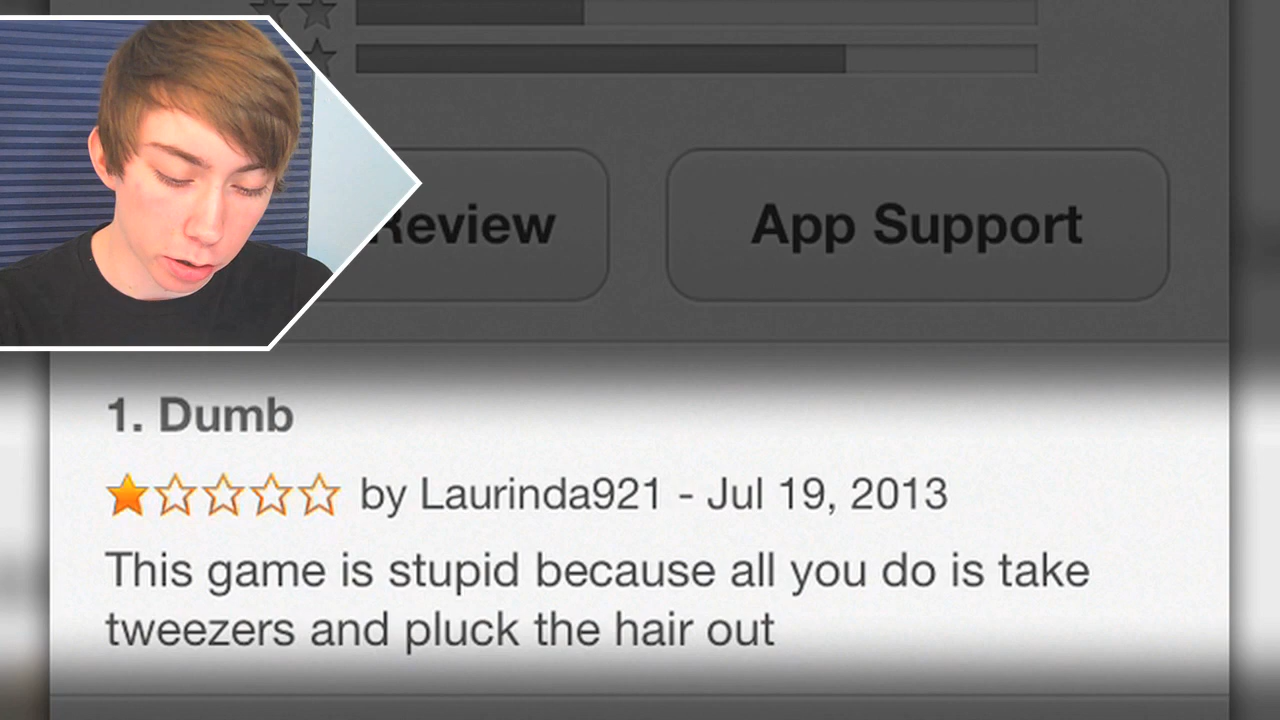 Review
App Support
1. Dumb
by Laurinda921 - Jul 19, 2013
This game is stupid because all you do is take
tweezers and pluck the hair out